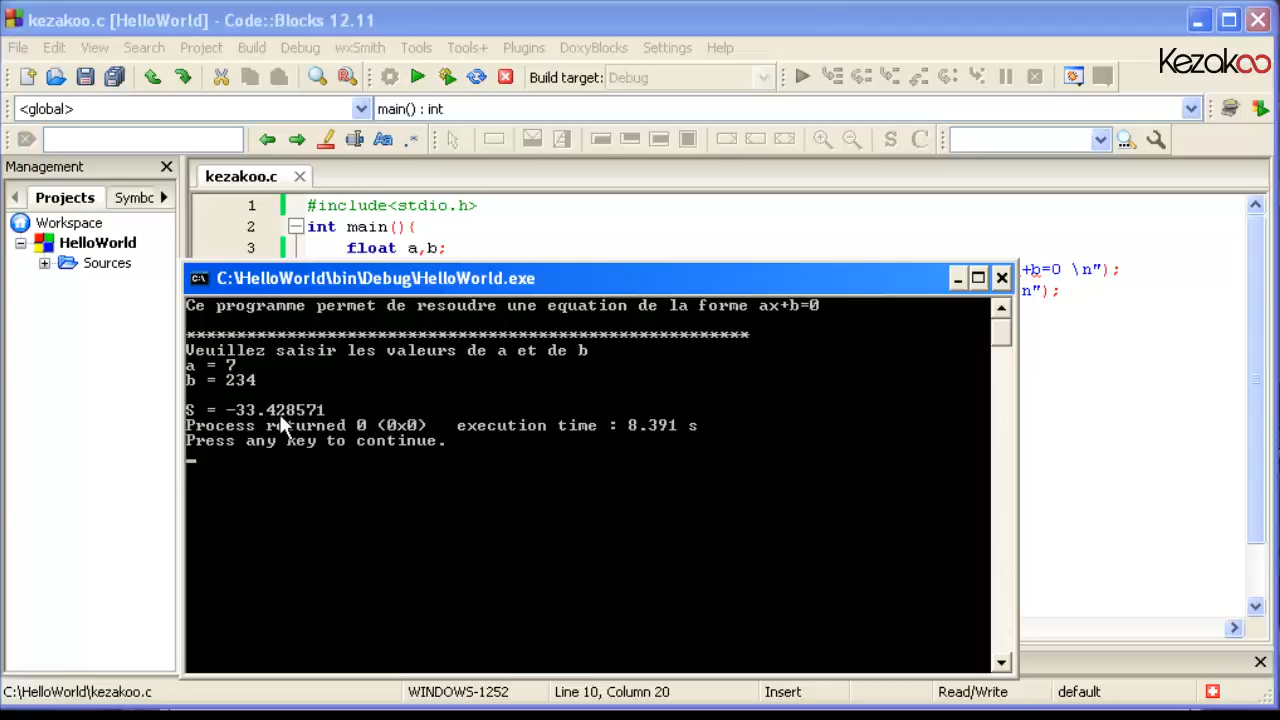 kezakoo.c [HelloWorld] - Code::Blocks 12.11
File Edit View Search Project Build Debug wxSmith Tools Tools+ Plugins DoxyBlocks Settings Help
Build target: Debug
Kezakoo
<global> main() : int
S C
Management
Projects Symbc
Workspace
HelloWorld
Sources
kezakoo.c
1 #include<stdio.h>
2 int main(){
3 float a,b;
+b=0 \n");
n");
C:\HelloWorld\bin\Debug\HelloWorld.exe
Ce programme permet de resoudre une equation de la forme ax+b=0
Veuillez saisir les valeurs de a et de b
a = 7
b = 234
S = -33.428571
Process returned 0 (0x0) execution time : 8.391 s
Press any key to continue.
C:\HelloWorld\kezakoo.c WINDOWS-1252 Line 10, Column 20 Insert Read/Write default